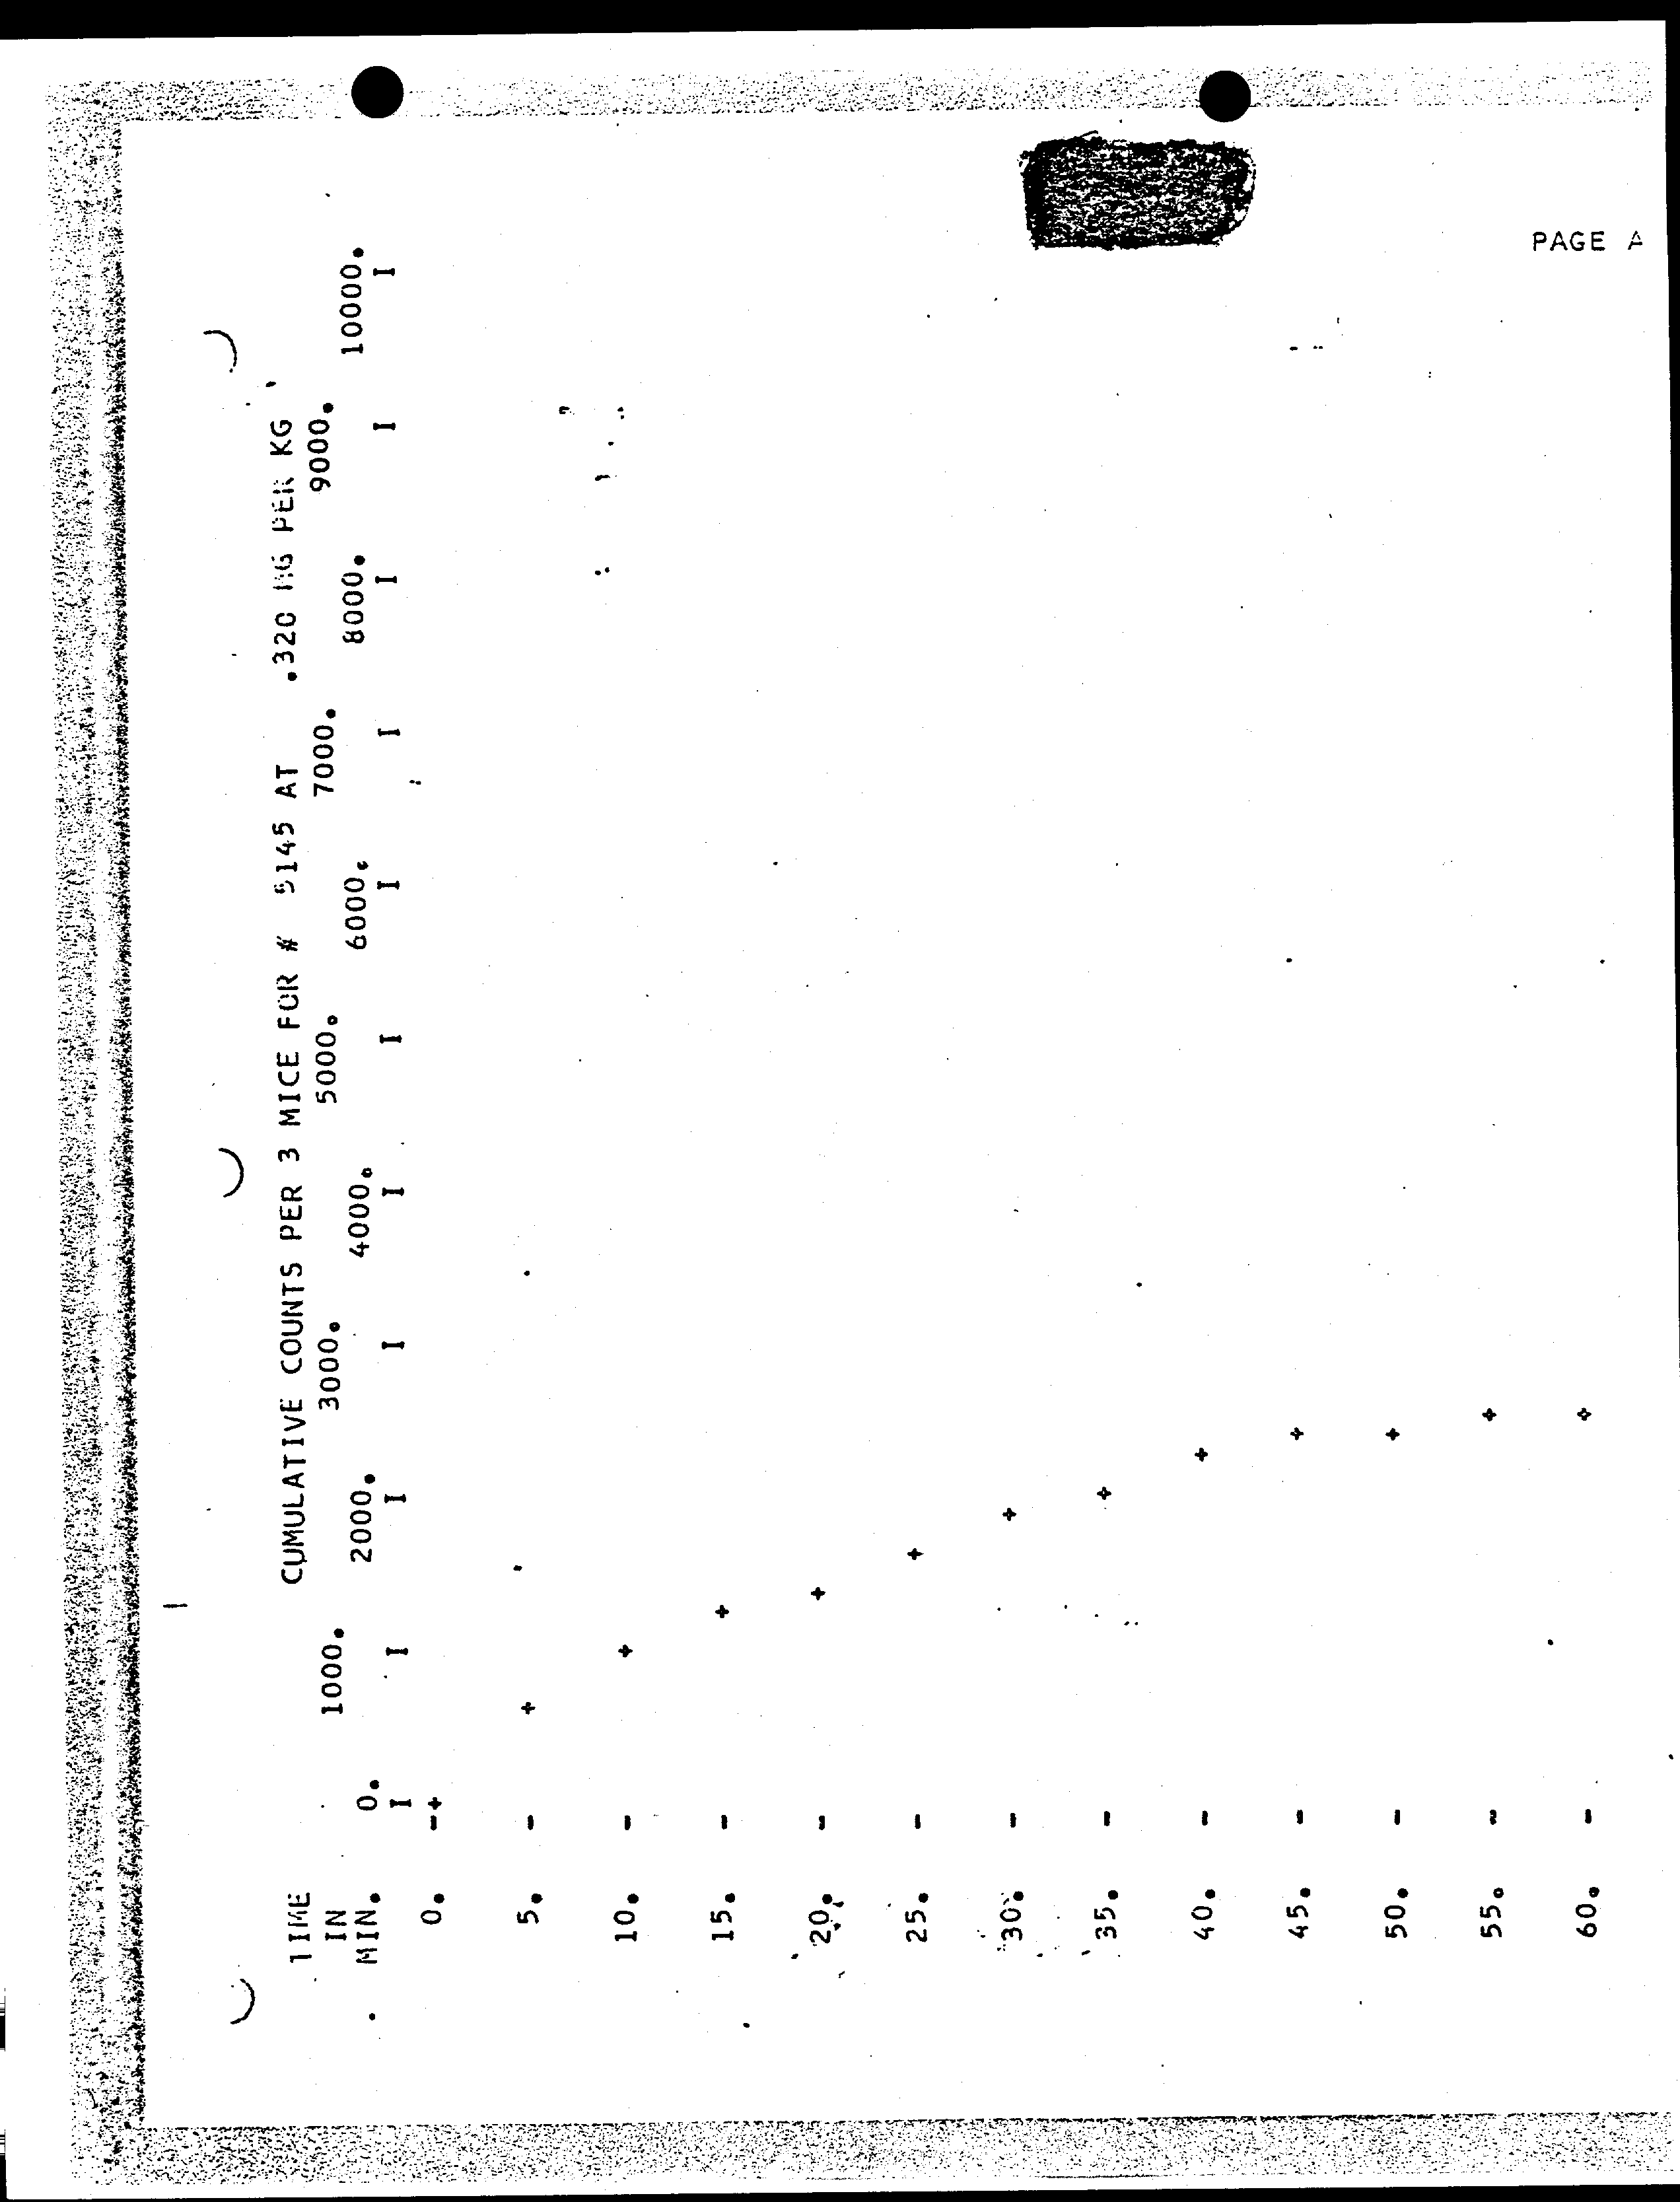 PAGE A
CUMULATIVE COUNTS PER 3 MICE FOR # 5145 AT .320 MG PER KG
TIME 1000. 3000. 5000. 7000. 9000.
IN
MIN. 0. 2000. 4000. 6000. 8000. 10000.
I I I I I I I I I I I
0. -+
5. - +
10. - +
15. - +
20. - +
25. - +
30. - +
35. - +
40. - +
45. - +
50. - +
55. - +
60. - +